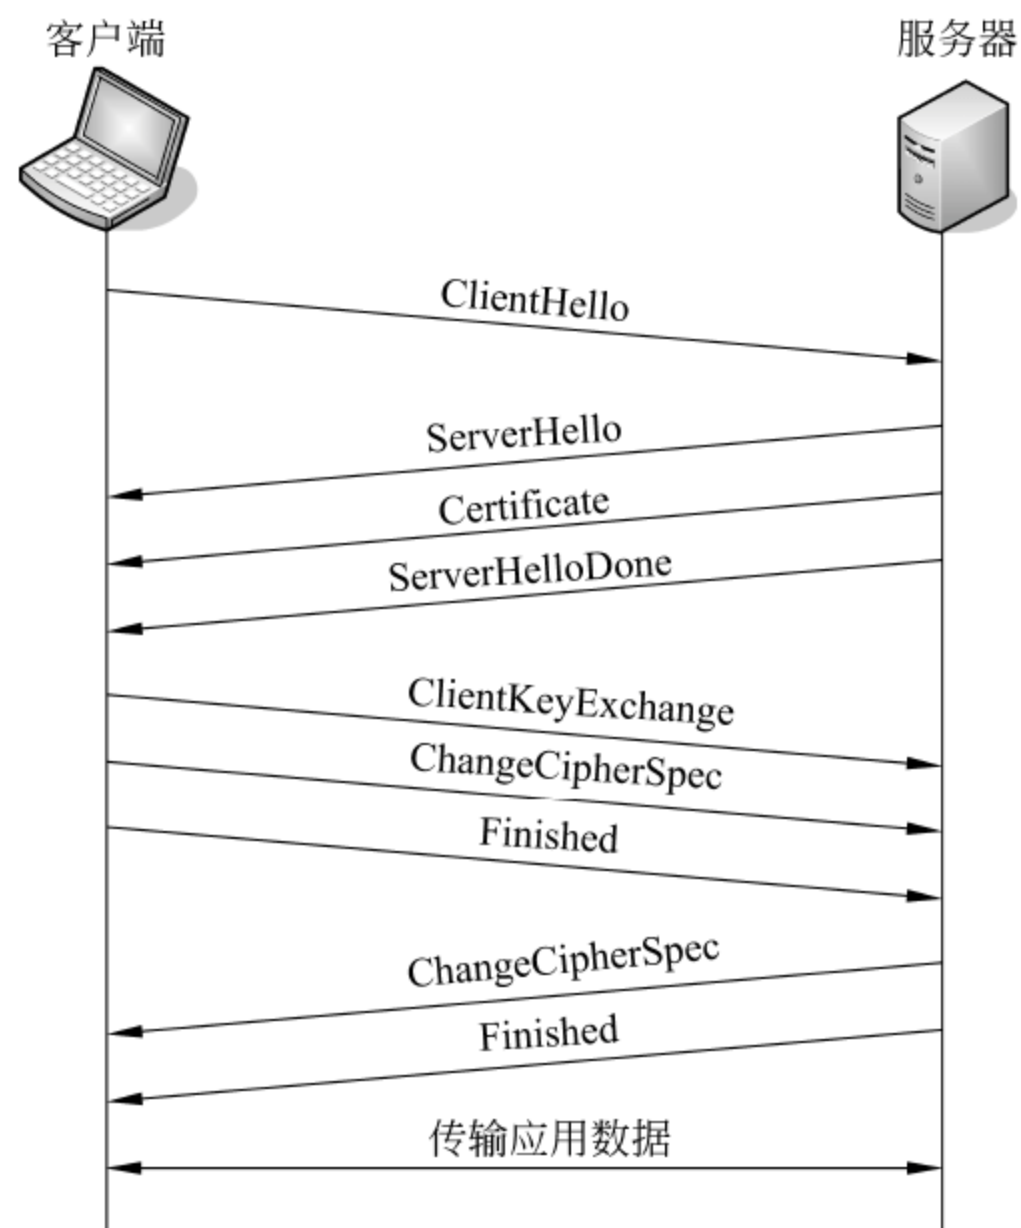 客户端
服务器
ClientHello
ServerHello
Certificate
ServerHelloDone
ClientKeyExchange
ChangeCipherSpec
Finished
ChangeCipherSpec
Finished
传输应用数据